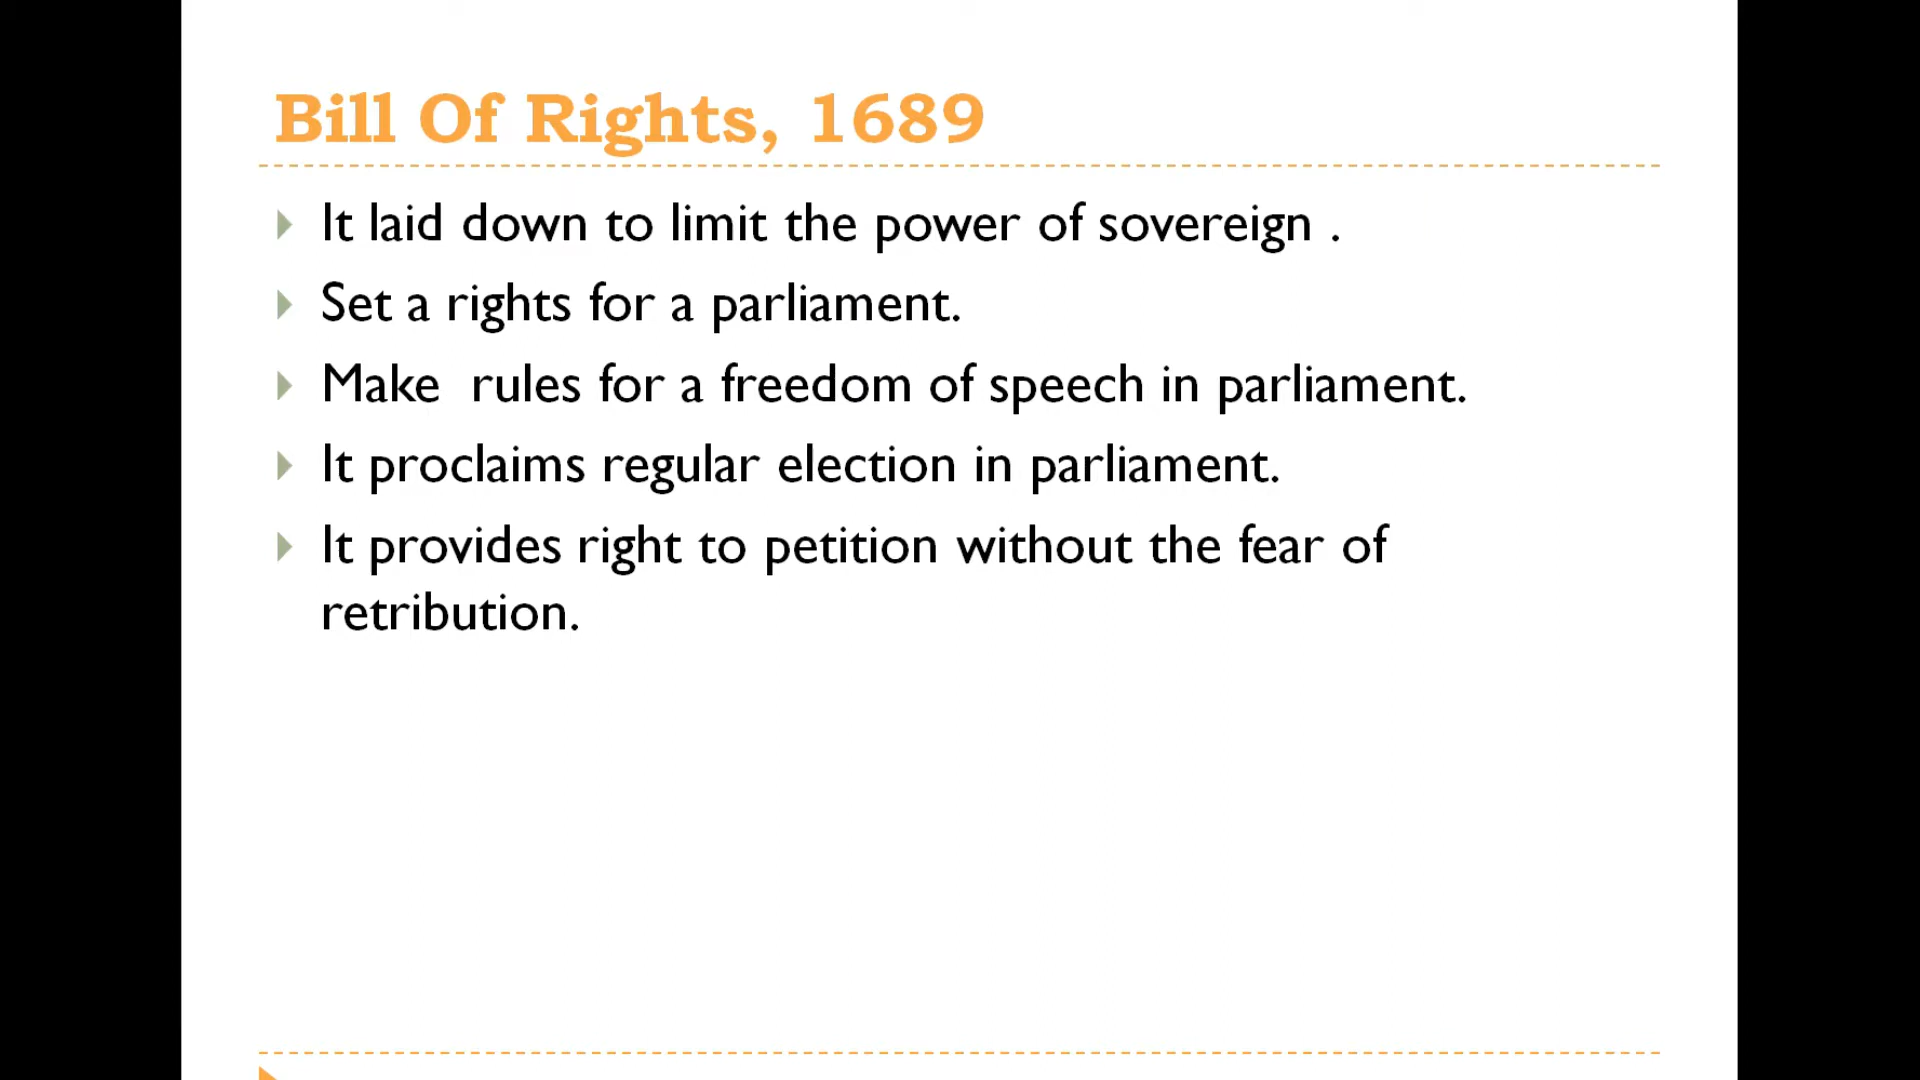 Bill Of Rights, 1689
It laid down to limit the power of sovereign .
Set a rights for a parliament.
Make  rules for a freedom of speech in parliament.
It proclaims regular election in parliament.
It provides right to petition without the fear of
retribution.